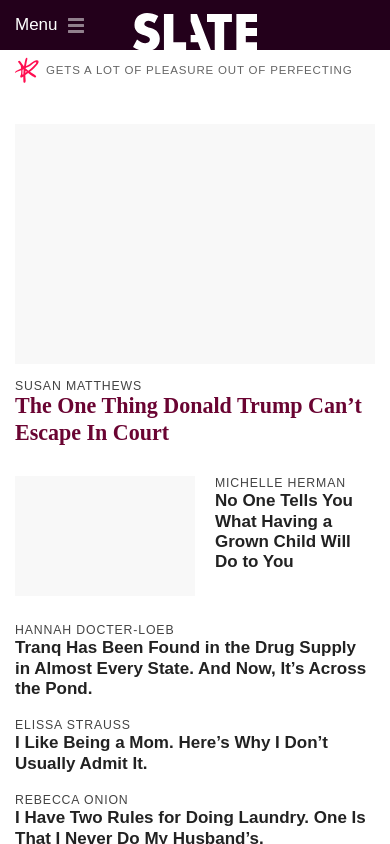 Menu
SLATE
GETS A LOT OF PLEASURE OUT OF PERFECTING
SUSAN MATTHEWS
The One Thing Donald Trump Can’t
Escape In Court
MICHELLE HERMAN
No One Tells You
What Having a
Grown Child Will
Do to You
HANNAH DOCTER-LOEB
Tranq Has Been Found in the Drug Supply
in Almost Every State. And Now, It’s Across
the Pond.
ELISSA STRAUSS
I Like Being a Mom. Here’s Why I Don’t
Usually Admit It.
REBECCA ONION
I Have Two Rules for Doing Laundry. One Is
That I Never Do My Husband’s.